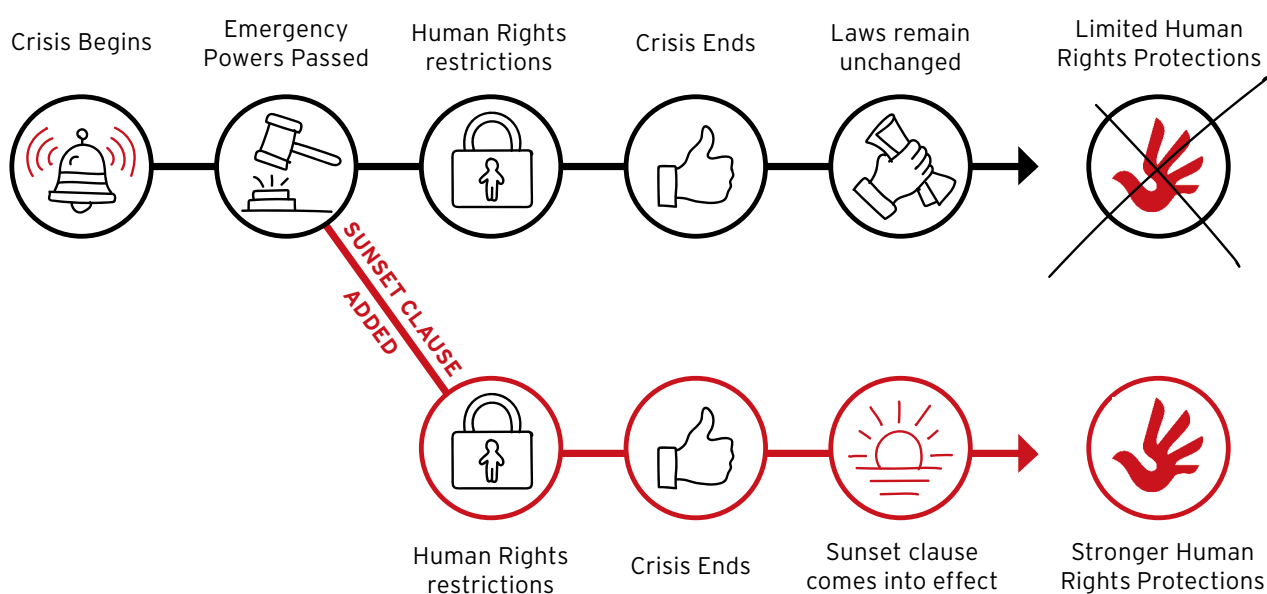 Crisis Begins
Emergency
Powers Passed
Human Rights
restrictions
Crisis Ends
Laws remain
unchanged
Limited Human
Rights Protections
SUNSET CLAUSE
ADDED
Human Rights
restrictions
Crisis Ends
Sunset clause
comes into effect
Stronger Human
Rights Protections